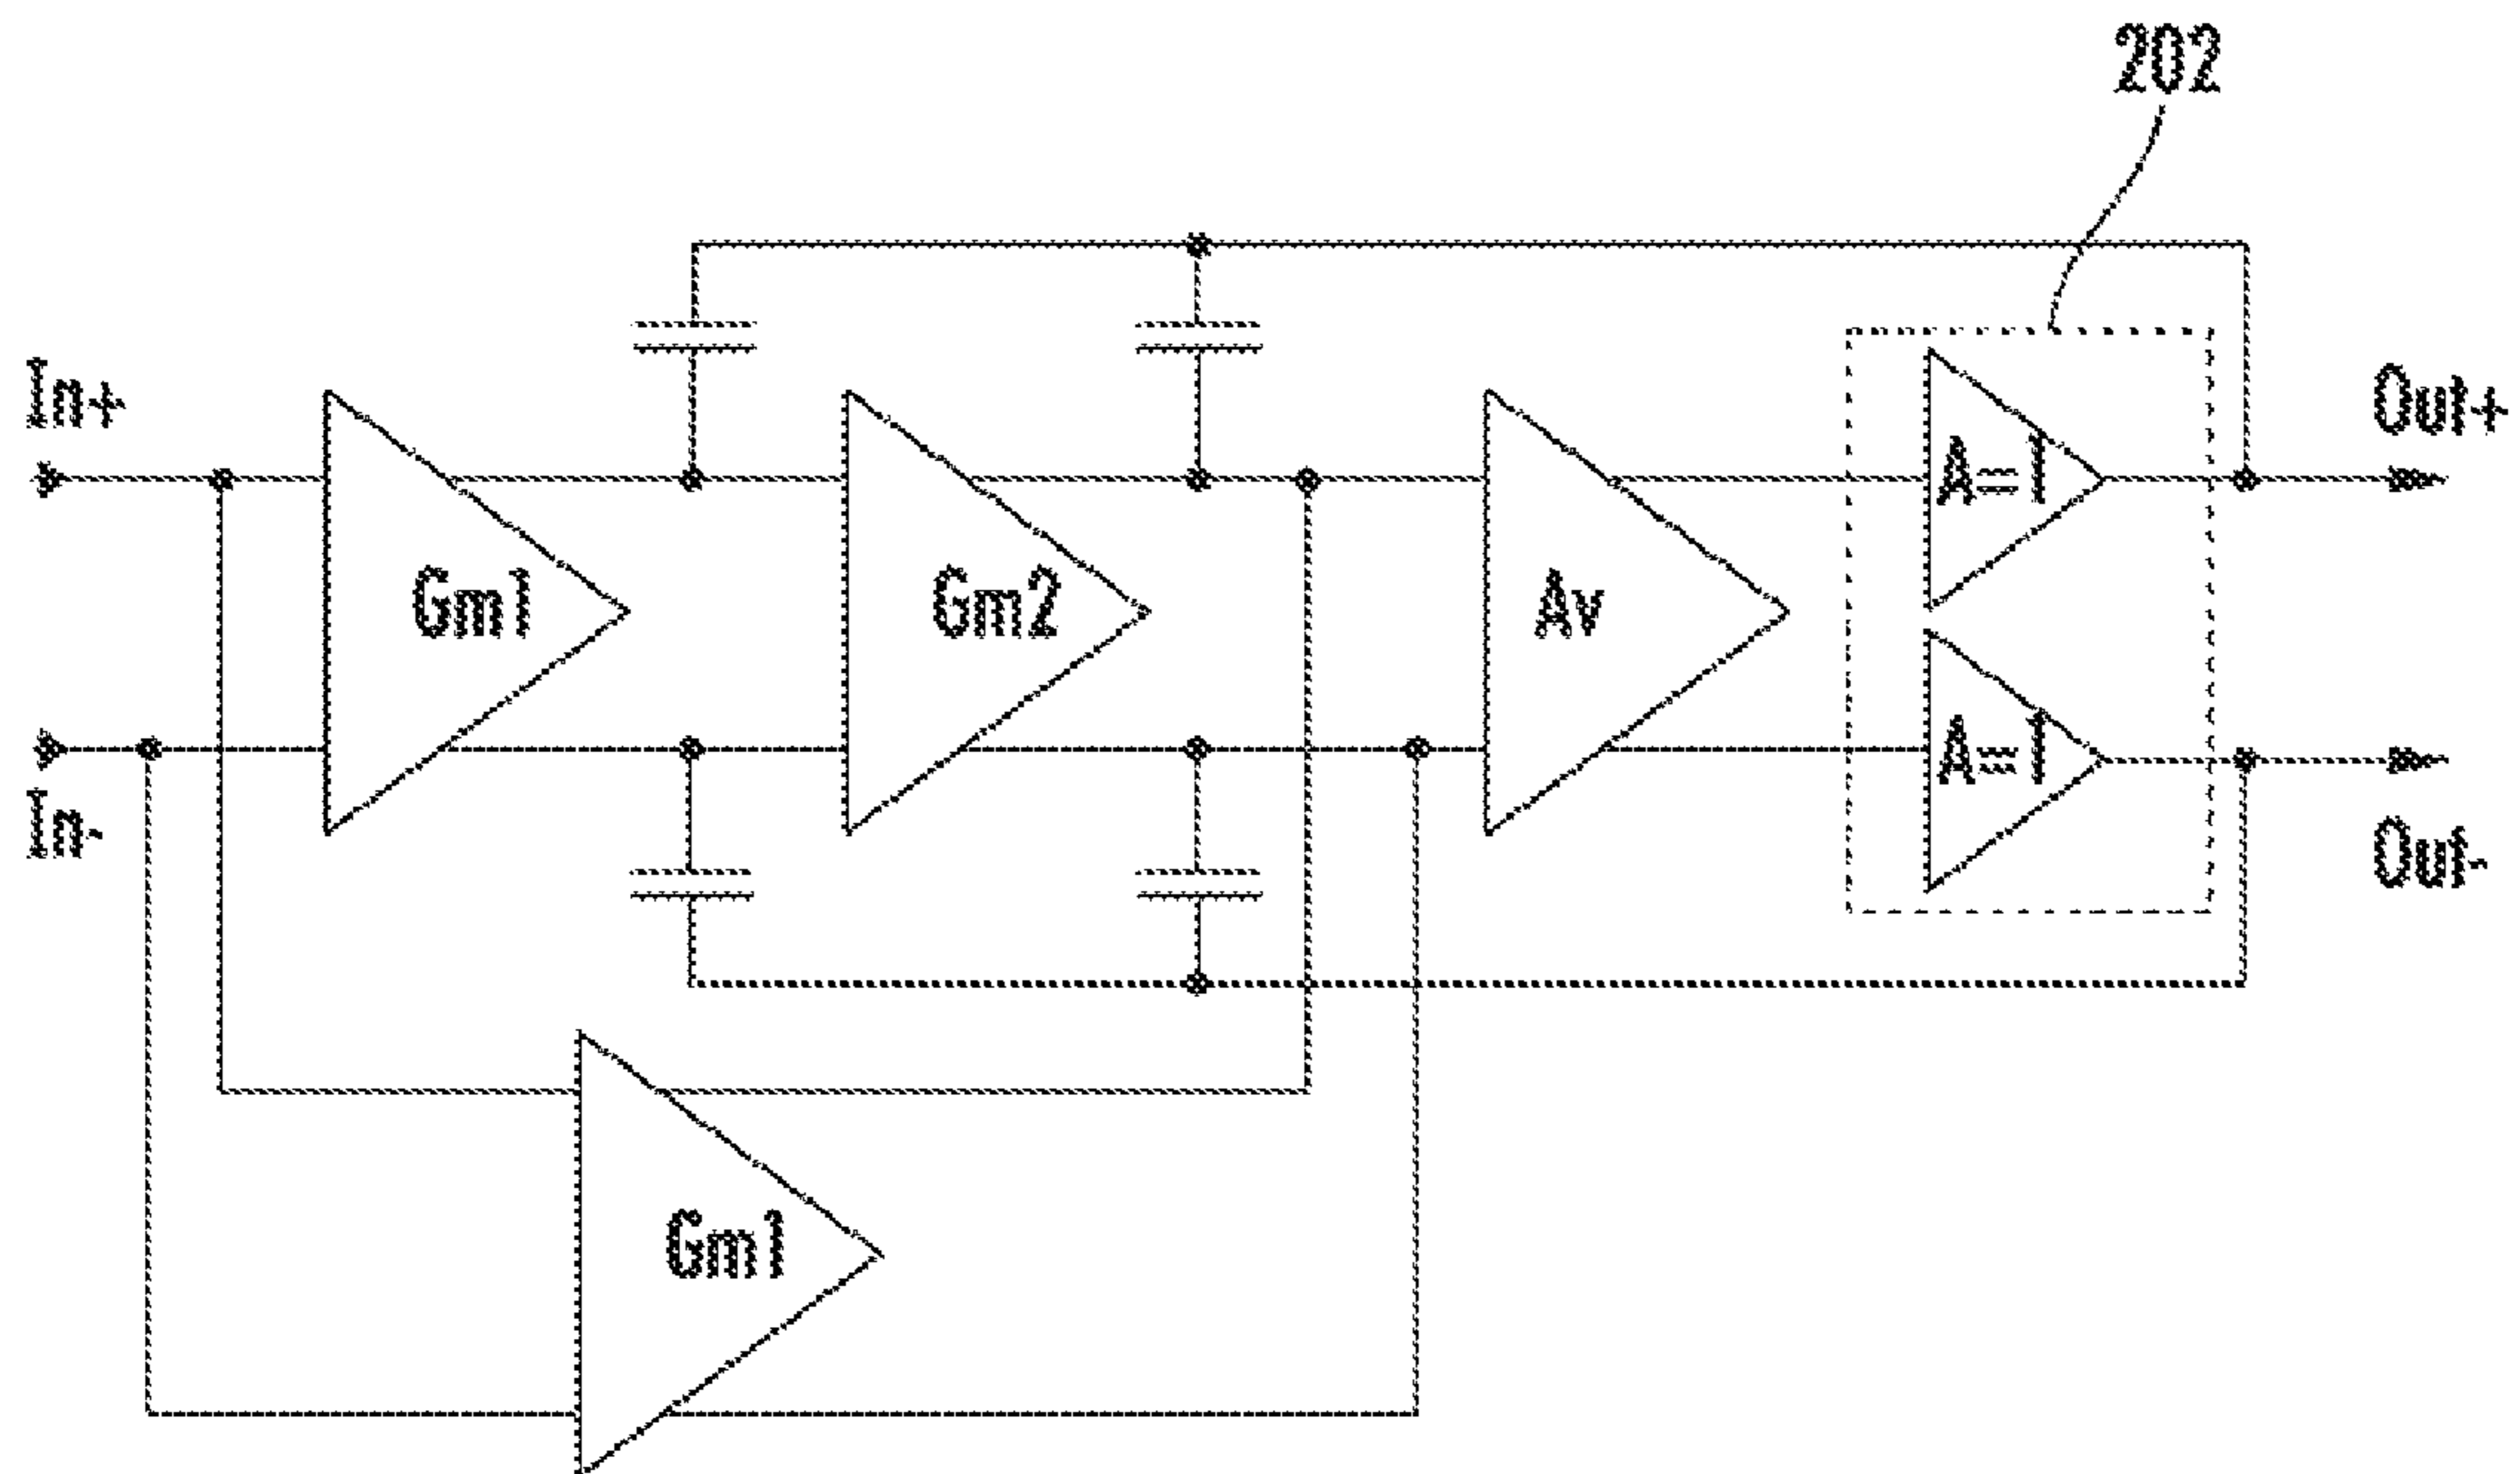 202
In+
Out+
A=1
Gm1
Gm2
Av
A=1
In-
Out-
Gm1